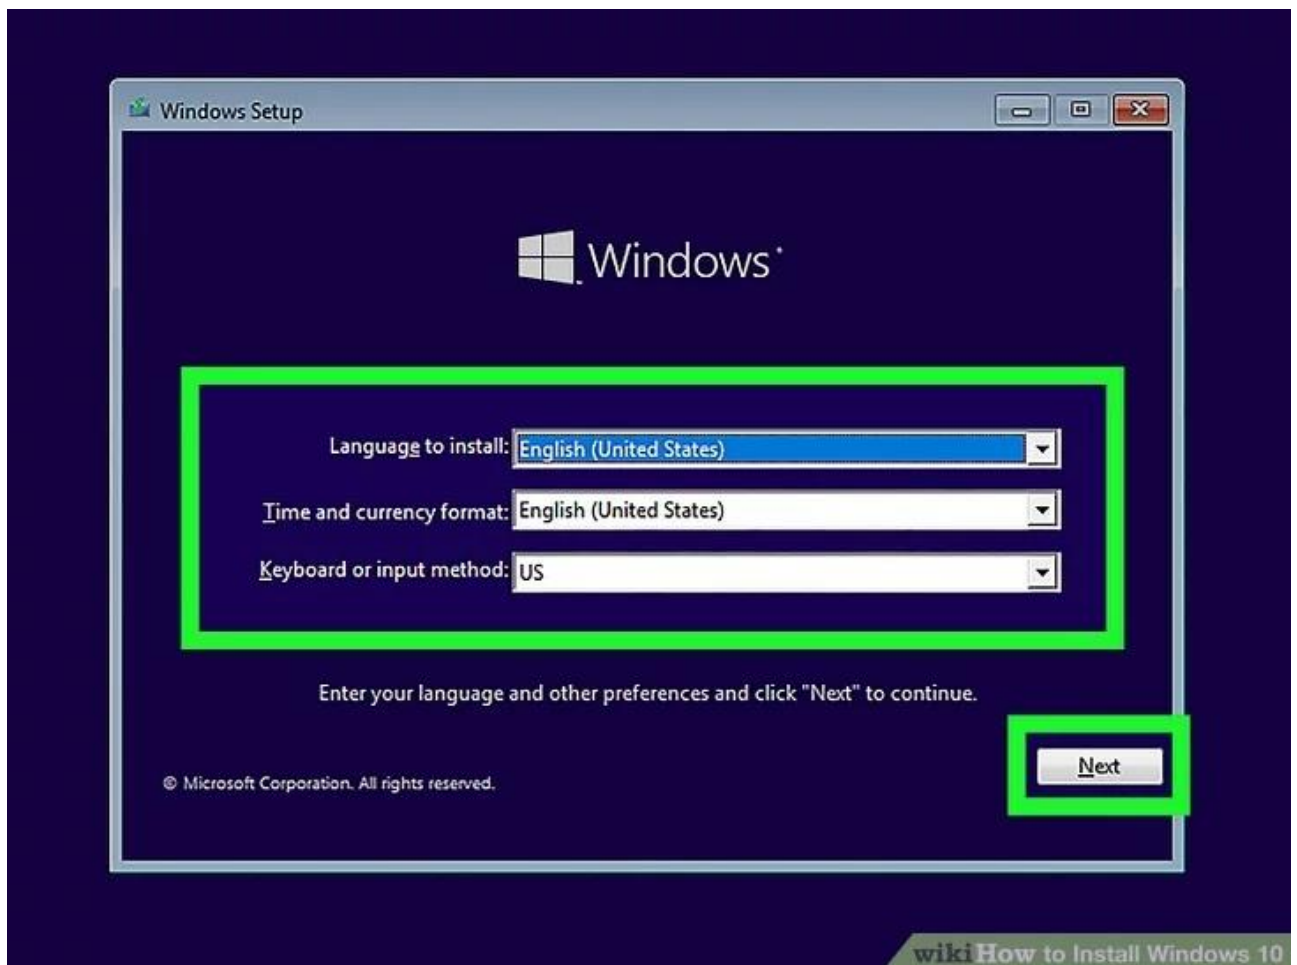 Windows Setup
Windows
Language to install: English (United States)
Time and currency format: English (United States)
Keyboard or input method: US
Enter your language and other preferences and click "Next" to continue.
Next
© Microsoft Corporation. All rights reserved.
wikiHow to Install Windows 10